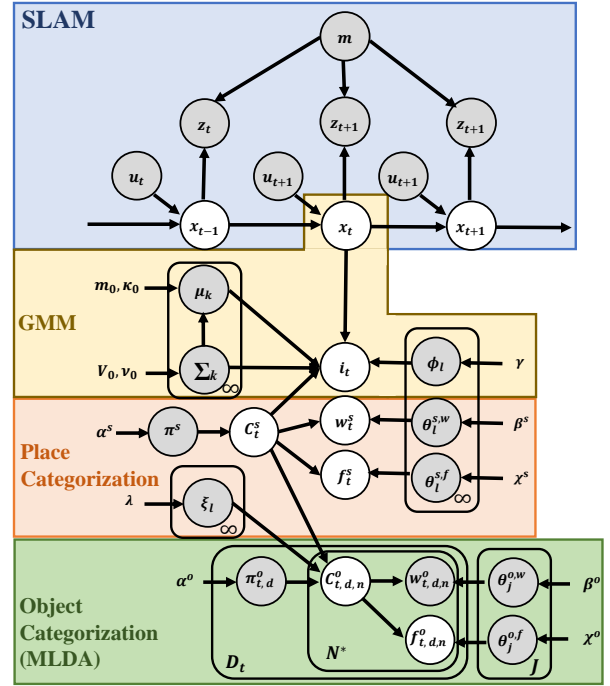 SLAM
m
z_t
z_{t+1}
z_{t+1}
u_t
u_{t+1}
u_{t+1}
x_{t-1}
x_t
x_{t+1}
GMM
m_0, κ_0
μ_k
V_0, ν_0
Σ_k
∞
i_t
ϕ_l
γ
α^s
π^s
C_t^s
w_t^s
θ_l^{s,w}
β^s
Place
Categorization
f_t^s
θ_l^{s,f}
∞
χ^s
λ
ξ_l
∞
α^o
π_{t,d}^o
C_{t,d,n}^o
w_{t,d,n}^o
θ_j^{o,w}
β^o
Object
Categorization
(MLDA)
f_{t,d,n}^o
θ_j^{o,f}
χ^o
D_t
N^*
J